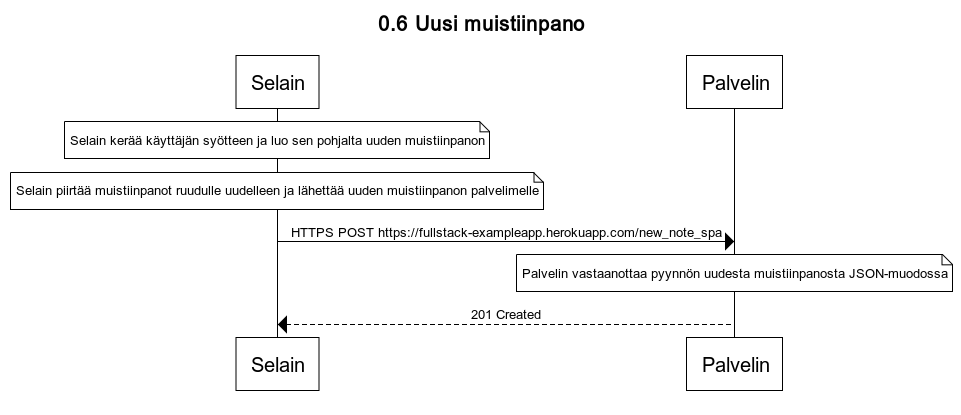 0.6 Uusi muistiinpano
Selain
Palvelin
Selain kerää käyttäjän syötteen ja luo sen pohjalta uuden muistiinpanon
Selain piirtää muistiinpanot ruudulle uudelleen ja lähettää uuden muistiinpanon palvelimelle
HTTPS POST https://fullstack-exampleapp.herokuapp.com/new_note_spa
Palvelin vastaanottaa pyynnön uudesta muistiinpanosta JSON-muodossa
201 Created
Selain
Palvelin